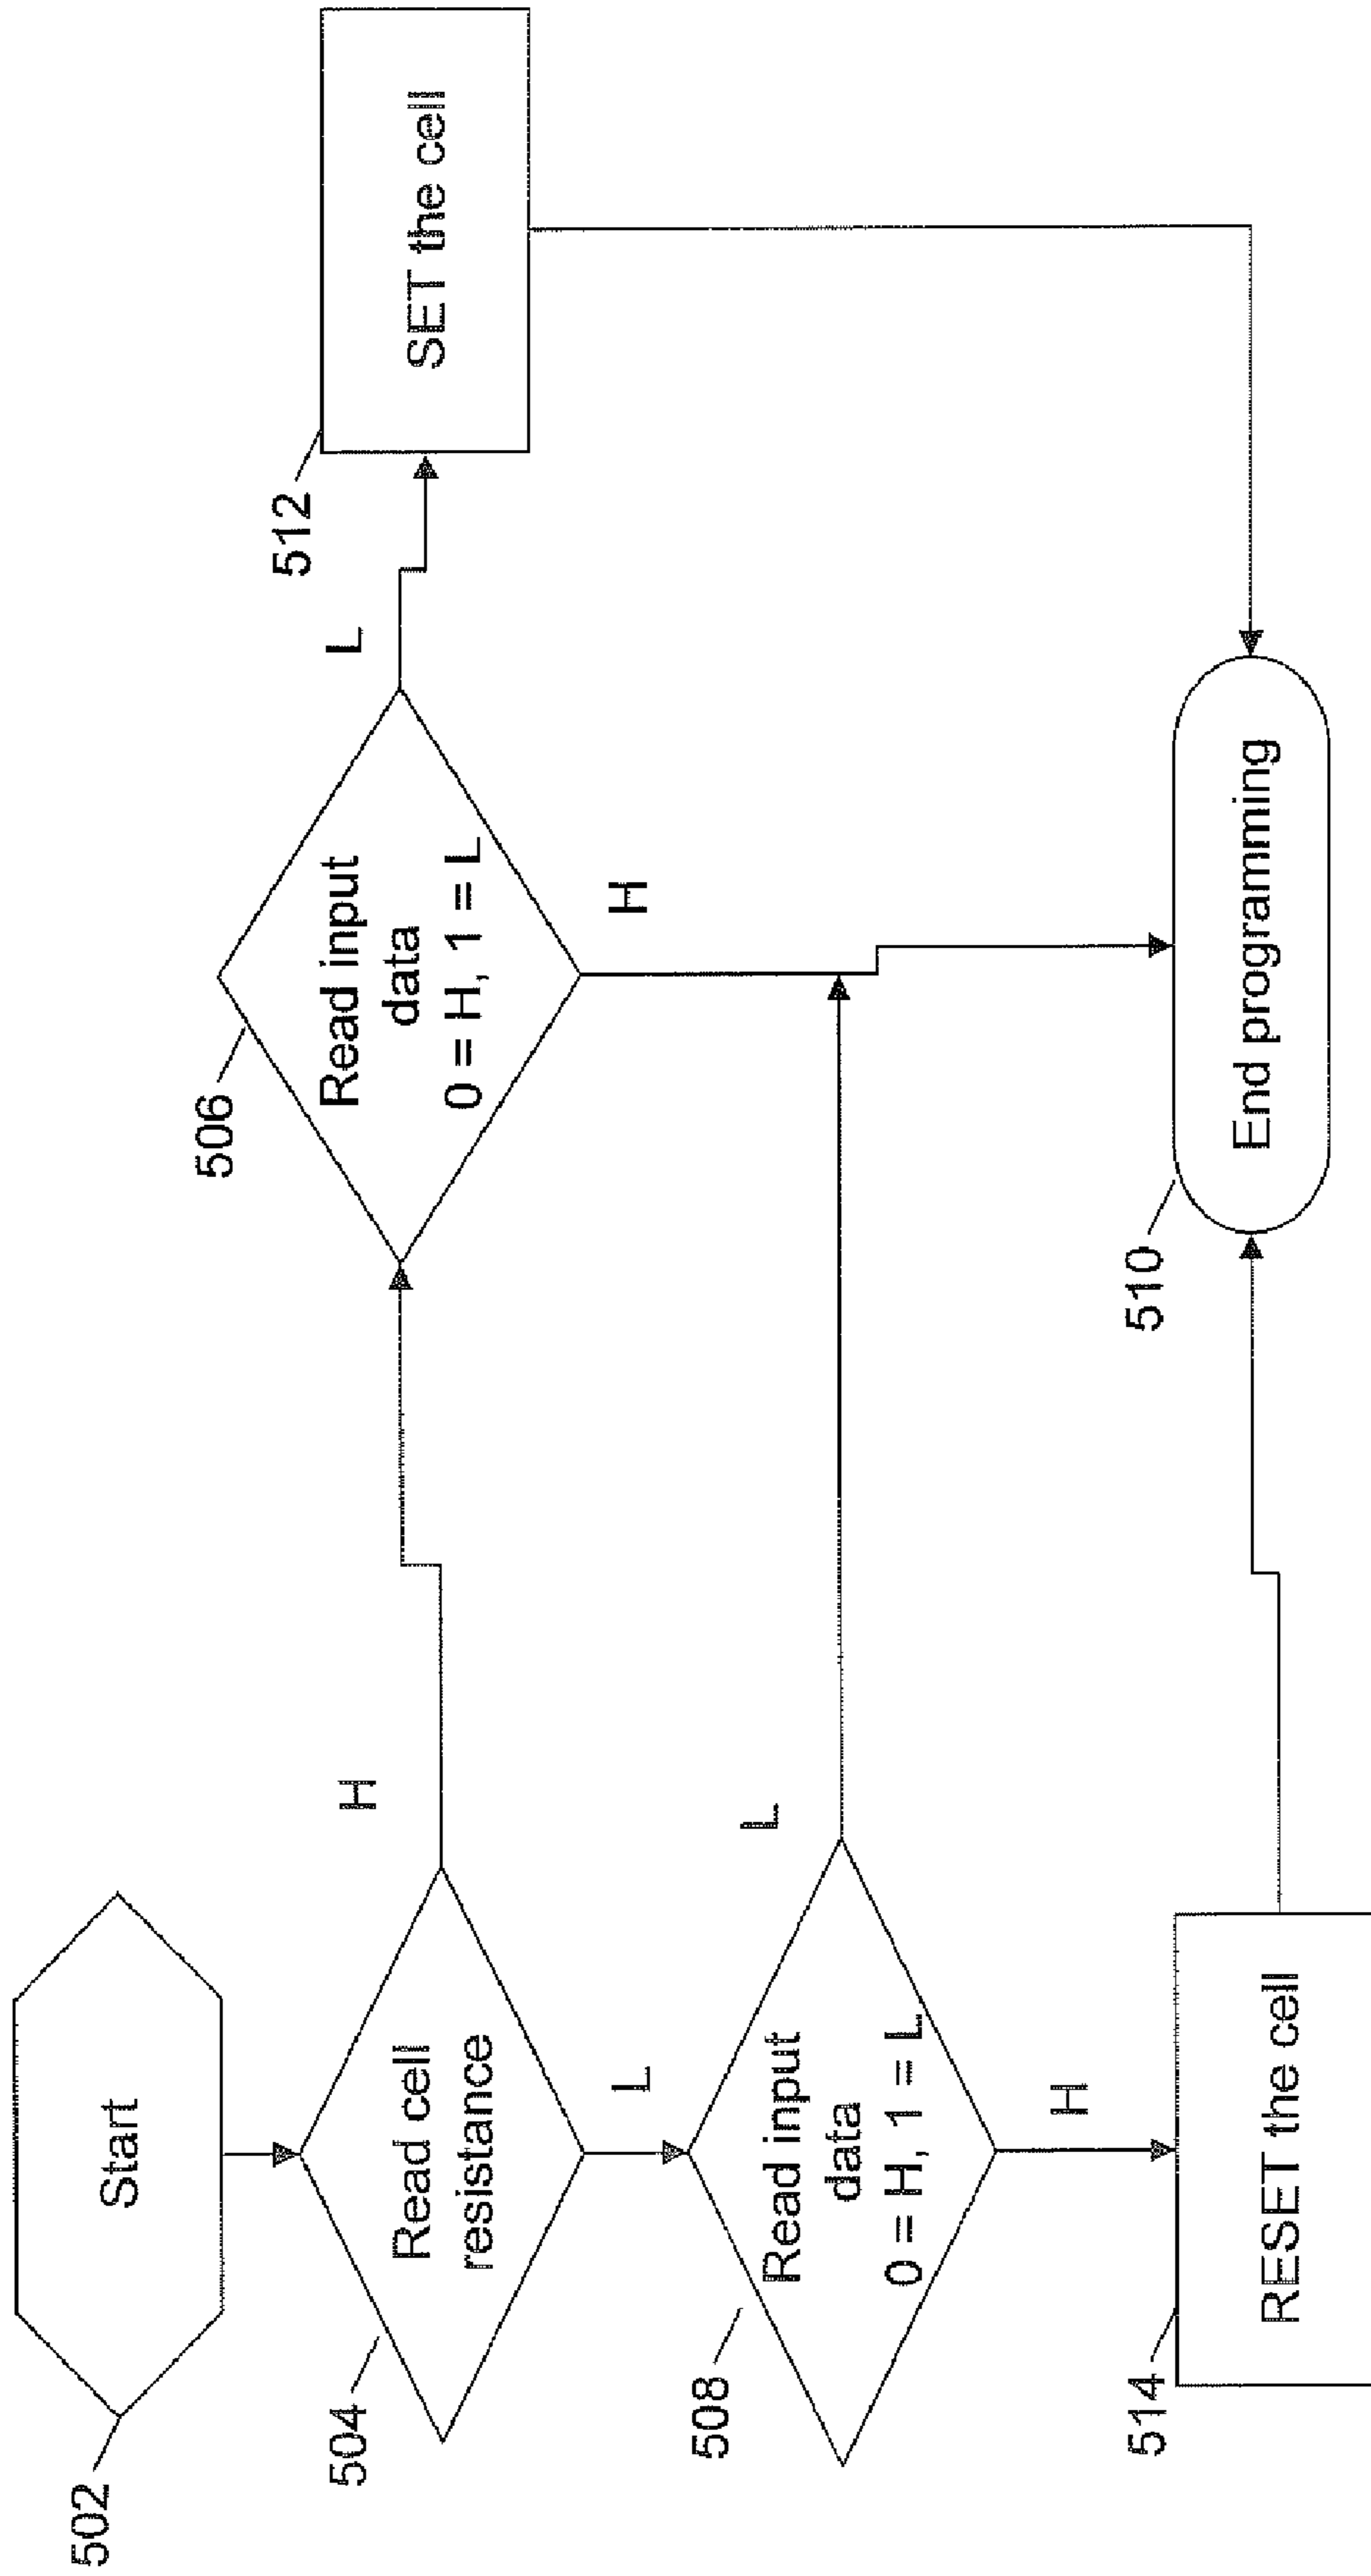 502
Start
504
Read cell
resistance
H
L
506
Read input
data
0 = H, 1 = L
L
H
512
SET the cell
508
Read input
data
0 = H, 1 = L
L
H
514
RESET the cell
510
End programming